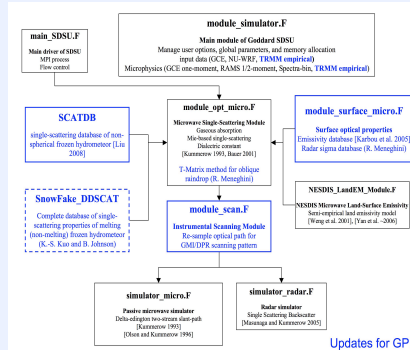 main_SDSU.F
Main driver of SDSU
MPI process
Flow control
module_simulator.F
Main module of Goddard SDSU
Manage user options, global parameters, and memory allocation
input data (GCE, NU-WRF, TRMM empirical)
Microphysics (GCE one-moment, RAMS 1/2-moment, Spectra-bin, TRMM empirical)
SCATDB
single-scattering database of non-
spherical frozen hydrometeor [Liu
2008]
module_opt_micro.F
Microwave Single-Scattering Module
Gaseous absorption
Mie-based single-scattering
Dielectric constant
[Kummerow 1993, Bauer 2001]
T-Matrix method for oblique
raindrop (R. Meneghini)
module_surface_micro.F
Surface optical properties
Emissivity database [Karbou et al. 2005]
Radar sigma database (R. Meneghini)
SnowFake_DDSCAT
Complete database of single-
scattering properties of melting
(non-melting) frozen hydrometeor
(K.-S. Kuo and B. Johnson)
NESDIS_LandEM_Module.F
NESDIS Microwave Land-Surface Emissivity
Semi-empirical land emissivity model
[Weng et al. 2001], [Yan et al. ~2006]
module_scan.F
Instrumental Scanning Module
Re-sample optical path for
GMI/DPR scanning pattern
simulator_micro.F
Passive microwave simulator
Delta-edington two-stream slant-path
[Kummerow 1993]
[Olson and Kummerow 1996]
simulator_radar.F
Radar simulator
Single Scattering Backscatter
[Masunaga and Kummerow 2005]
Updates for GP